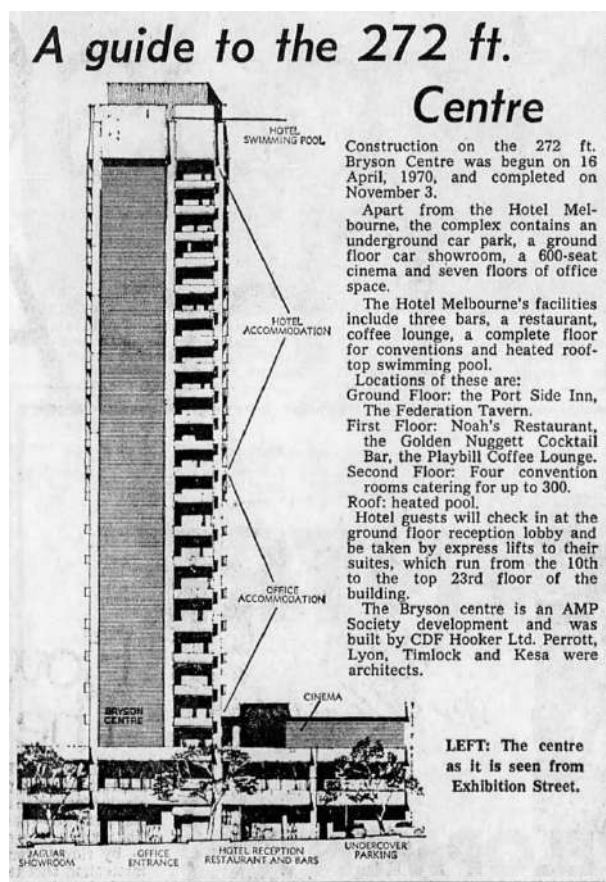 A guide to the 272 ft.
Centre
Construction on the 272 ft.
Bryson Centre was begun on 16
April, 1970, and completed on
November 3.
Apart from the Hotel Mel-
bourne, the complex contains an
underground car park, a ground
floor car showroom, a 600-seat
cinema and seven floors of office
space.
The Hotel Melbourne's facilities
include three bars, a restaurant,
coffee lounge, a complete floor
for conventions and heated roof-
top swimming pool.
Locations of these are:
Ground Floor: the Port Side Inn,
The Federation Tavern.
First Floor: Noah's Restaurant,
the Golden Nuggett Cocktail
Bar, the Playbill Coffee Lounge.
Second Floor: Four convention
rooms catering for up to 300.
Roof: heated pool.
Hotel guests will check in at the
ground floor reception lobby and
be taken by express lifts to their
suites, which run from the 10th
to the top 23rd floor of the
building.
The Bryson centre is an AMP
Society development and was
built by CDF Hooker Ltd. Perrott,
Lyon, Timlock and Kesa were
architects.
LEFT: The centre
as it is seen from
Exhibition Street.
HOTEL
SWIMMING POOL
HOTEL
ACCOMMODATION
OFFICE
ACCOMMODATION
CINEMA
BRYSON
CENTRE
JAGUAR
SHOWROOM
OFFICE
ENTRANCE
HOTEL RECEPTION
RESTAURANT AND BARS
UNDERCOVER
PARKING